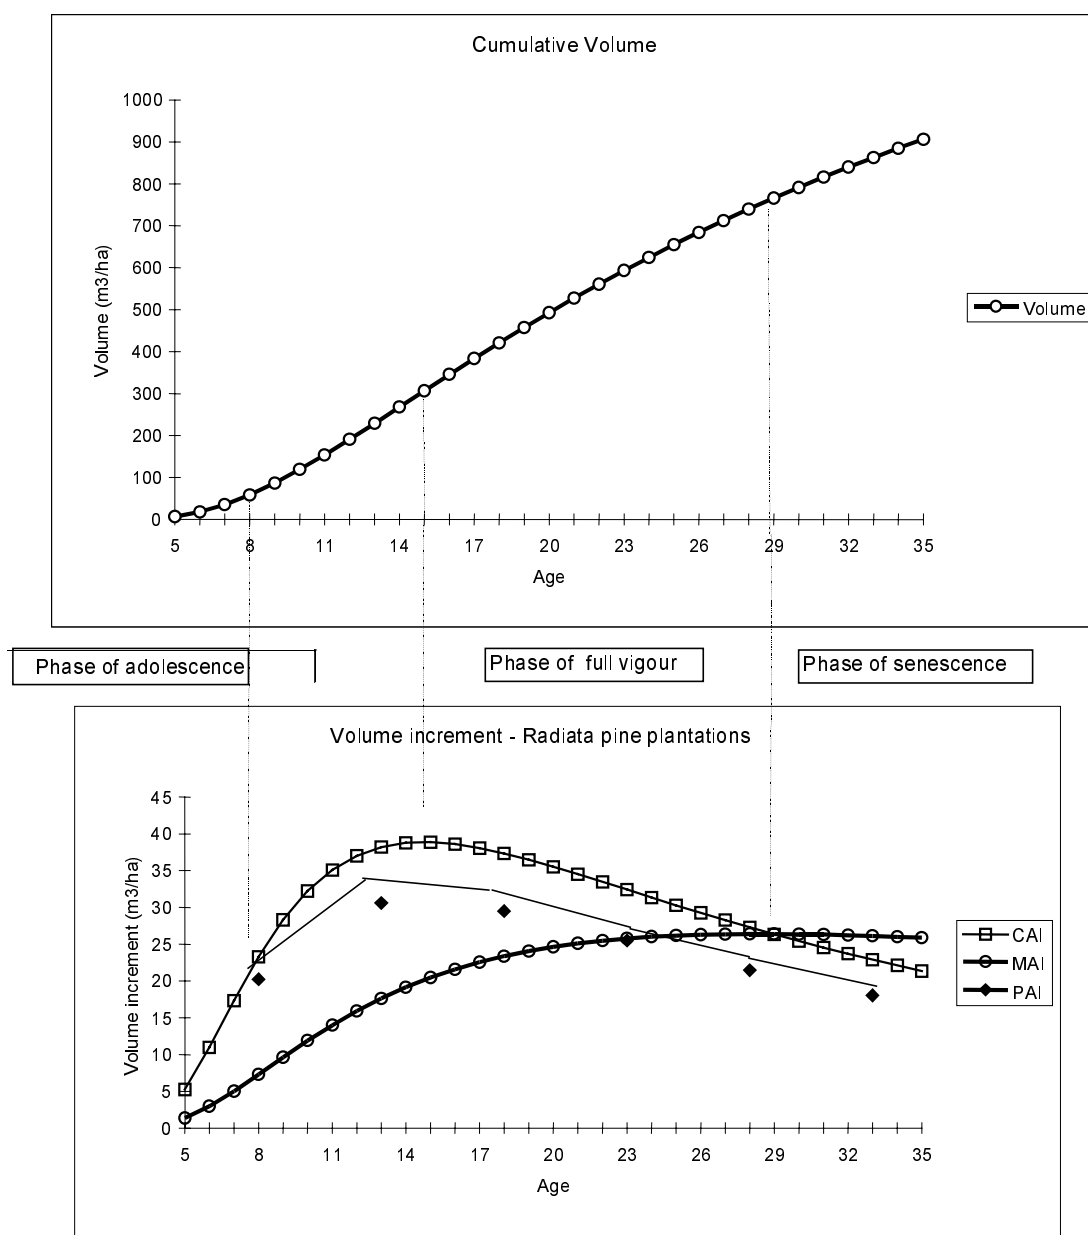 Cumulative Volume
1000
900
800
700
600
500
400
300
200
100
0
Volume (m3/ha)
5 8 11 14 17 20 23 26 29 32 35
Age
Volume
Phase of adolescence
Phase of full vigour
Phase of senescence
Volume increment - Radiata pine plantations
45
40
35
30
25
20
15
10
5
0
Volume increment (m3/ha)
5 8 11 14 17 20 23 26 29 32 35
Age
CAI
MAI
PAI